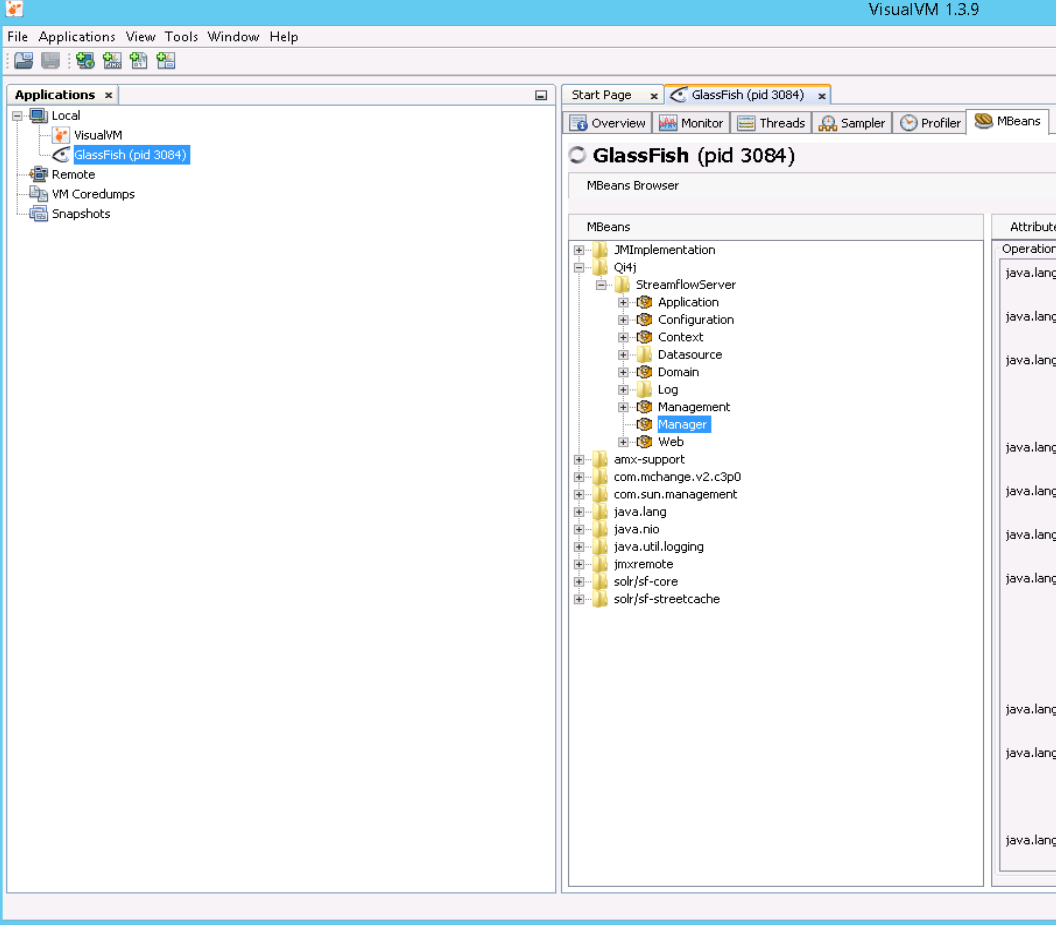 VisualVM 1.3.9
File Applications View Tools Window Help
Applications
Local
VisualVM
GlassFish (pid 3084)
Remote
VM Coredumps
Snapshots
Start Page
GlassFish (pid 3084)
Overview Monitor Threads Sampler Profiler MBeans
GlassFish (pid 3084)
MBeans Browser
MBeans
JMImplementation
Qi4j
StreamflowServer
Application
Configuration
Context
Datasource
Domain
Log
Management
Manager
Web
amx-support
com.mchange.v2.c3p0
com.sun.management
java.lang
java.nio
java.util.logging
jmxremote
solr/sf-core
solr/sf-streetcache
Attribute
Operation
java.lang
java.lang
java.lang
java.lang
java.lang
java.lang
java.lang
java.lang
java.lang
java.lang